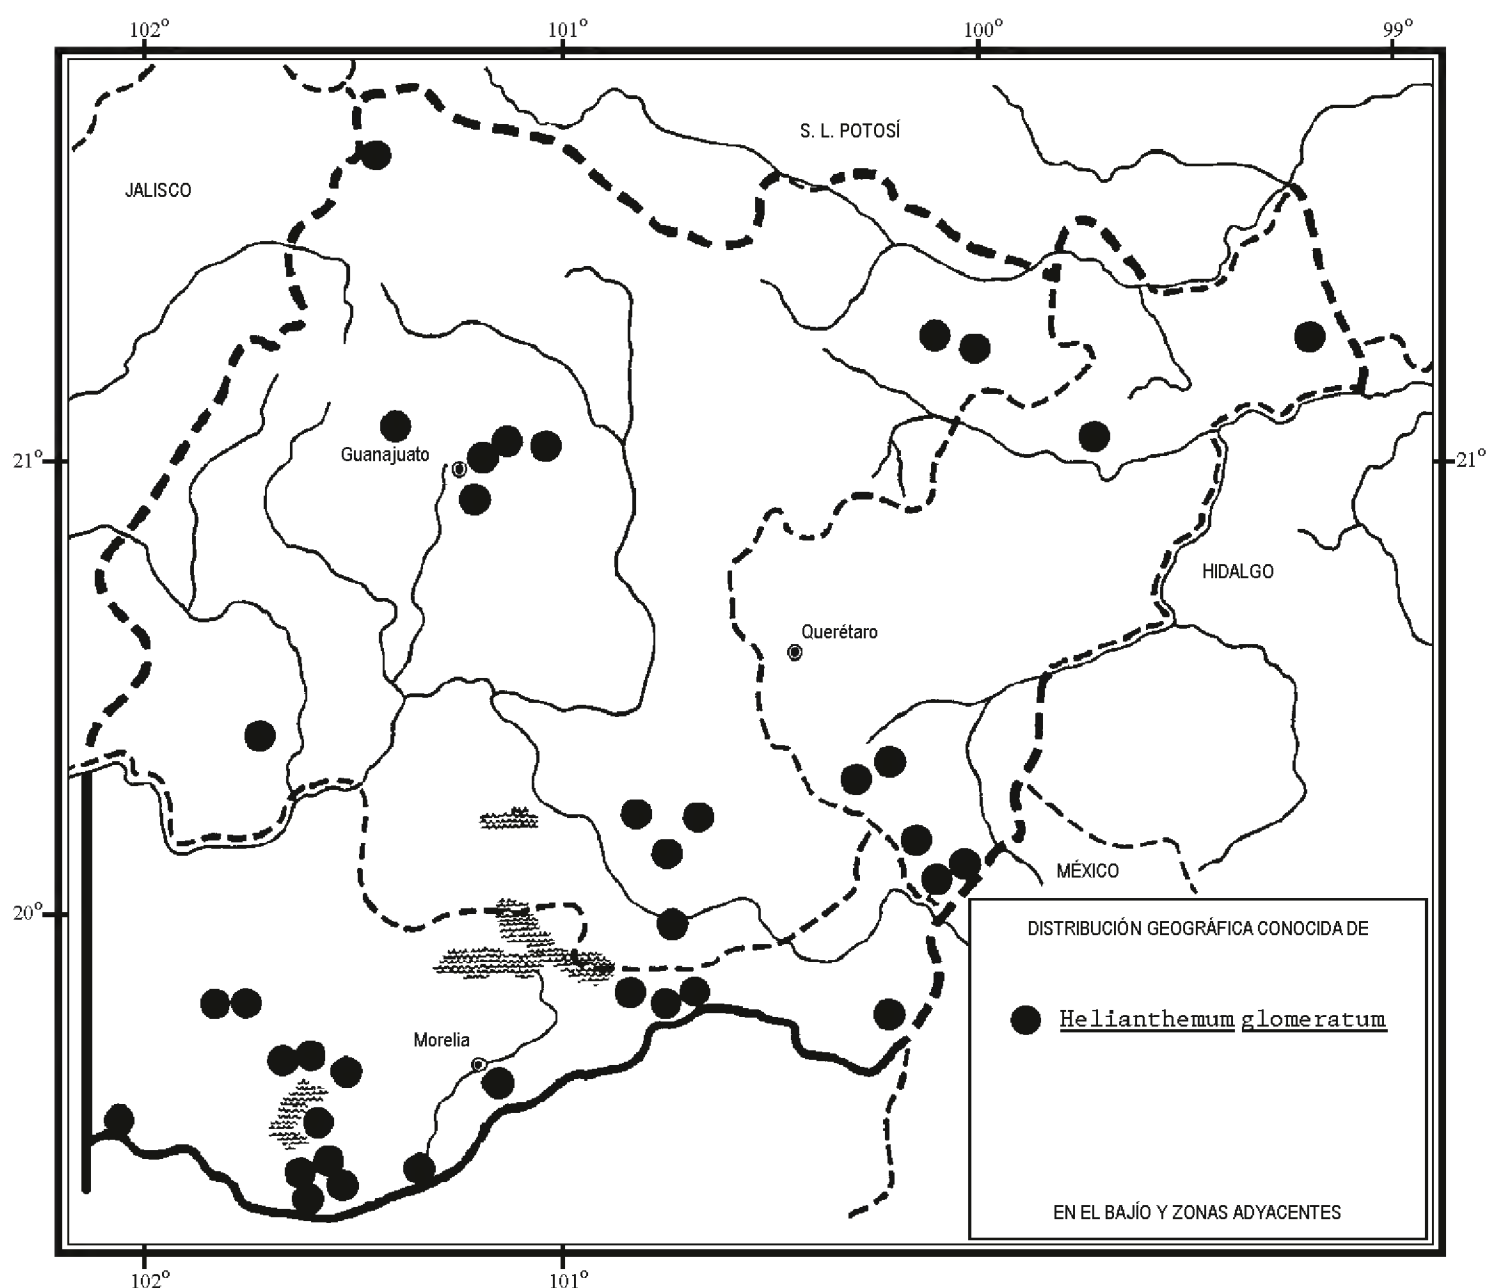 102° 101° 100° 99°
S. L. POTOSÍ
JALISCO
Guanajuato
21° 21°
HIDALGO
Querétaro
MÉXICO
20°
DISTRIBUCIÓN GEOGRÁFICA CONOCIDA DE
Helianthemum glomeratum
Morelia
EN EL BAJÍO Y ZONAS ADYACENTES
102° 101°